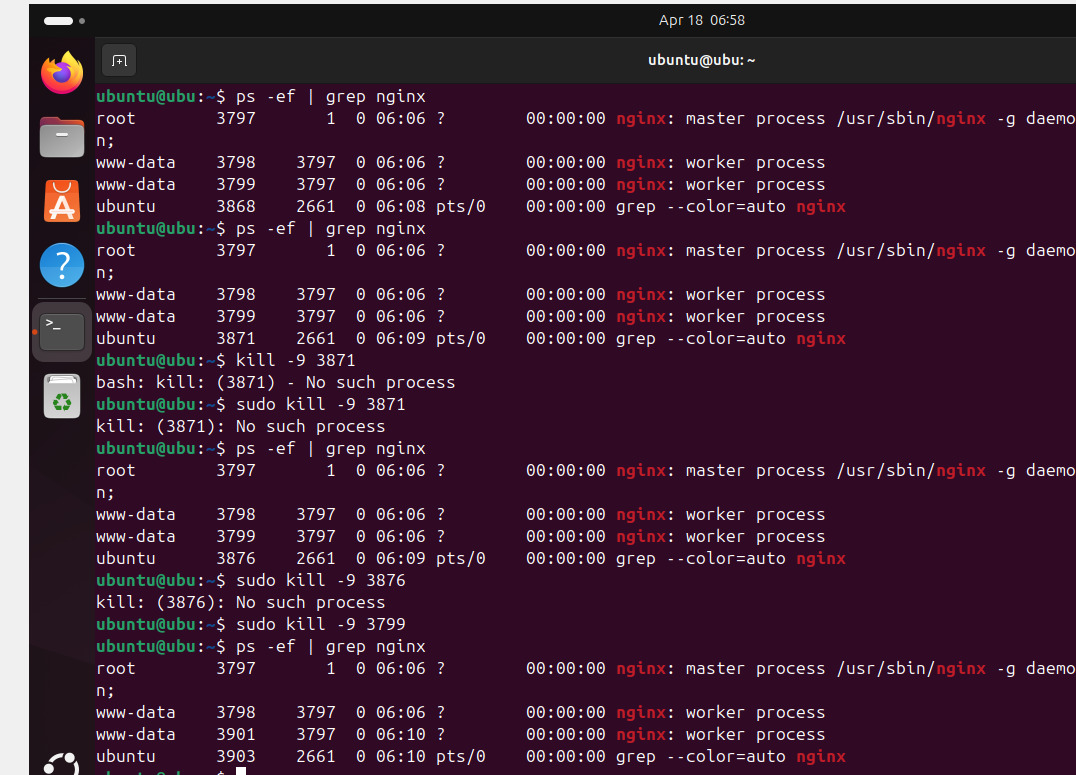 Apr 18 06:58
ubuntu@ubu: ~
ubuntu@ubu:~$ ps -ef | grep nginx
root        3797       1  0 06:06 ?        00:00:00 nginx: master process /usr/sbin/nginx -g daemo
n;
www-data    3798    3797  0 06:06 ?        00:00:00 nginx: worker process
www-data    3799    3797  0 06:06 ?        00:00:00 nginx: worker process
ubuntu      3868    2661  0 06:08 pts/0    00:00:00 grep --color=auto nginx
ubuntu@ubu:~$ ps -ef | grep nginx
root        3797       1  0 06:06 ?        00:00:00 nginx: master process /usr/sbin/nginx -g daemo
n;
www-data    3798    3797  0 06:06 ?        00:00:00 nginx: worker process
www-data    3799    3797  0 06:06 ?        00:00:00 nginx: worker process
ubuntu      3871    2661  0 06:09 pts/0    00:00:00 grep --color=auto nginx
ubuntu@ubu:~$ kill -9 3871
bash: kill: (3871) - No such process
ubuntu@ubu:~$ sudo kill -9 3871
kill: (3871): No such process
ubuntu@ubu:~$ ps -ef | grep nginx
root        3797       1  0 06:06 ?        00:00:00 nginx: master process /usr/sbin/nginx -g daemo
n;
www-data    3798    3797  0 06:06 ?        00:00:00 nginx: worker process
www-data    3799    3797  0 06:06 ?        00:00:00 nginx: worker process
ubuntu      3876    2661  0 06:09 pts/0    00:00:00 grep --color=auto nginx
ubuntu@ubu:~$ sudo kill -9 3876
kill: (3876): No such process
ubuntu@ubu:~$ sudo kill -9 3799
ubuntu@ubu:~$ ps -ef | grep nginx
root        3797       1  0 06:06 ?        00:00:00 nginx: master process /usr/sbin/nginx -g daemo
n;
www-data    3798    3797  0 06:06 ?        00:00:00 nginx: worker process
www-data    3901    3797  0 06:10 ?        00:00:00 nginx: worker process
ubuntu      3903    2661  0 06:10 pts/0    00:00:00 grep --color=auto nginx